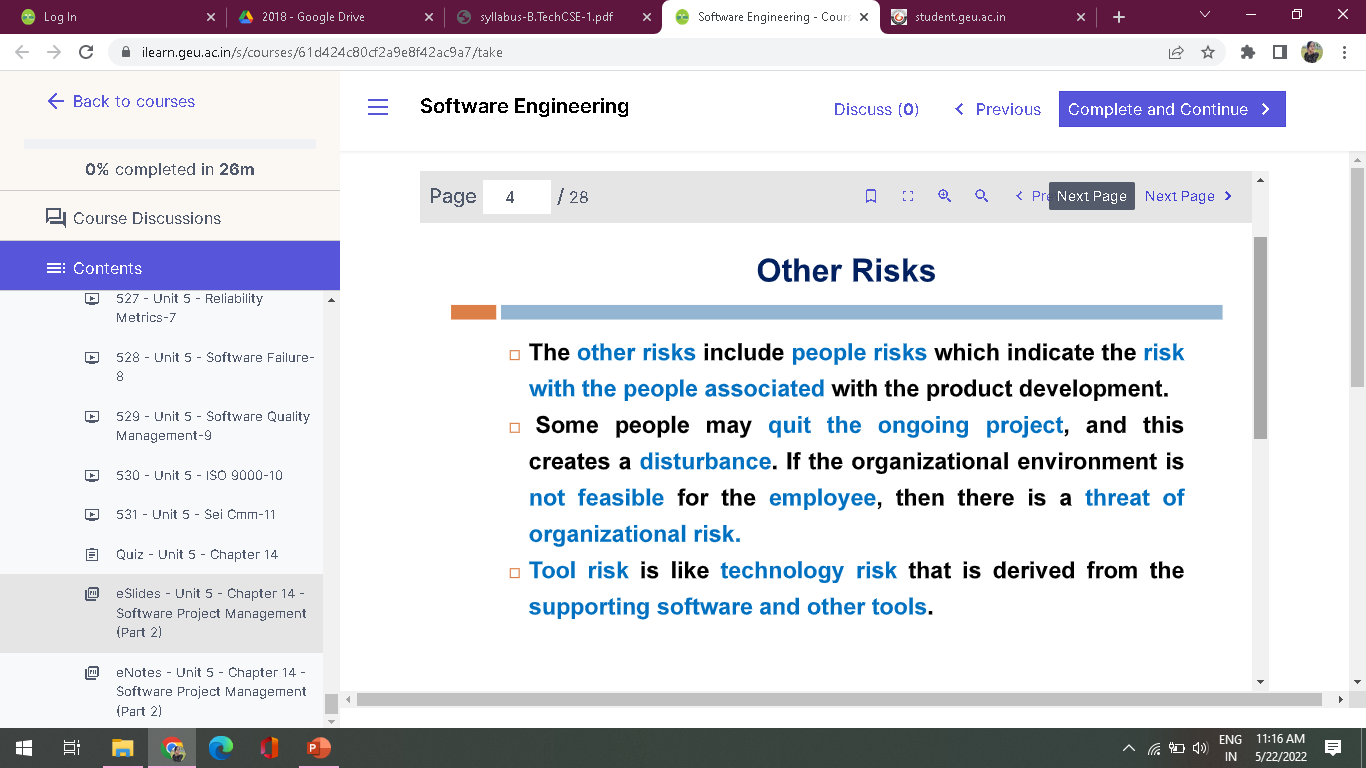 Log In
2018 - Google Drive
syllabus-B.TechCSE-1.pdf
Software Engineering - Cours
student.geu.ac.in
ilearn.geu.ac.in/s/courses/61d424c80cf2a9e8f42ac9a7/take
Back to courses
0% completed in 26m
Course Discussions
Contents
527 - Unit 5 - Reliability
Metrics-7
528 - Unit 5 - Software Failure-
8
529 - Unit 5 - Software Quality
Management-9
530 - Unit 5 - ISO 9000-10
531 - Unit 5 - Sei Cmm-11
Quiz - Unit 5 - Chapter 14
eSlides - Unit 5 - Chapter 14 -
Software Project Management
(Part 2)
eNotes - Unit 5 - Chapter 14 -
Software Project Management
(Part 2)
Software Engineering
Discuss (0)
Previous
Complete and Continue
Page 4 / 28
Pre
Next Page
Next Page
Other Risks
The other risks include people risks which indicate the risk
with the people associated with the product development.
Some people may quit the ongoing project, and this
creates a disturbance. If the organizational environment is
not feasible for the employee, then there is a threat of
organizational risk.
Tool risk is like technology risk that is derived from the
supporting software and other tools.
ENG
IN
11:16 AM
5/22/2022